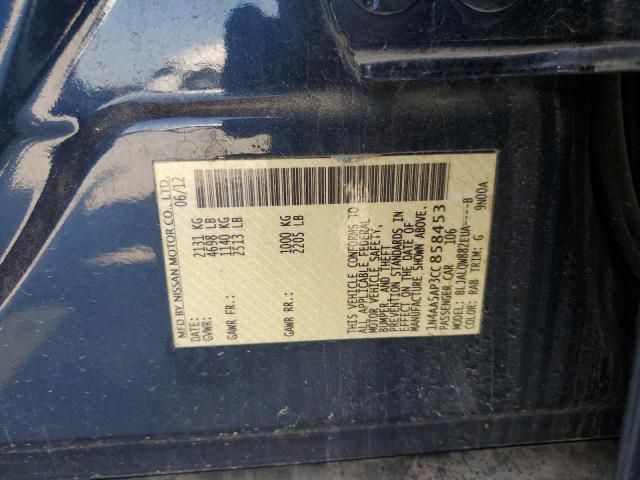 MFD BY NISSAN MOTOR CO., LTD.
DATE: 06/12
GVWR: 2131 KG
4698 LB
GAWR FR.: 1140 KG
2513 LB
GAWR RR.: 1000 KG
2205 LB
THIS VEHICLE CONFORMS TO
ALL APPLICABLE FEDERAL
MOTOR VEHICLE SAFETY,
BUMPER, AND THEFT
PREVENTION STANDARDS IN
EFFECT ON THE DATE OF
MANUFACTURE SHOWN ABOVE.
1N4AA5AP7CC858453
PASSENGER CAR 106
COLOR: RAB TRIM: G 9N00A